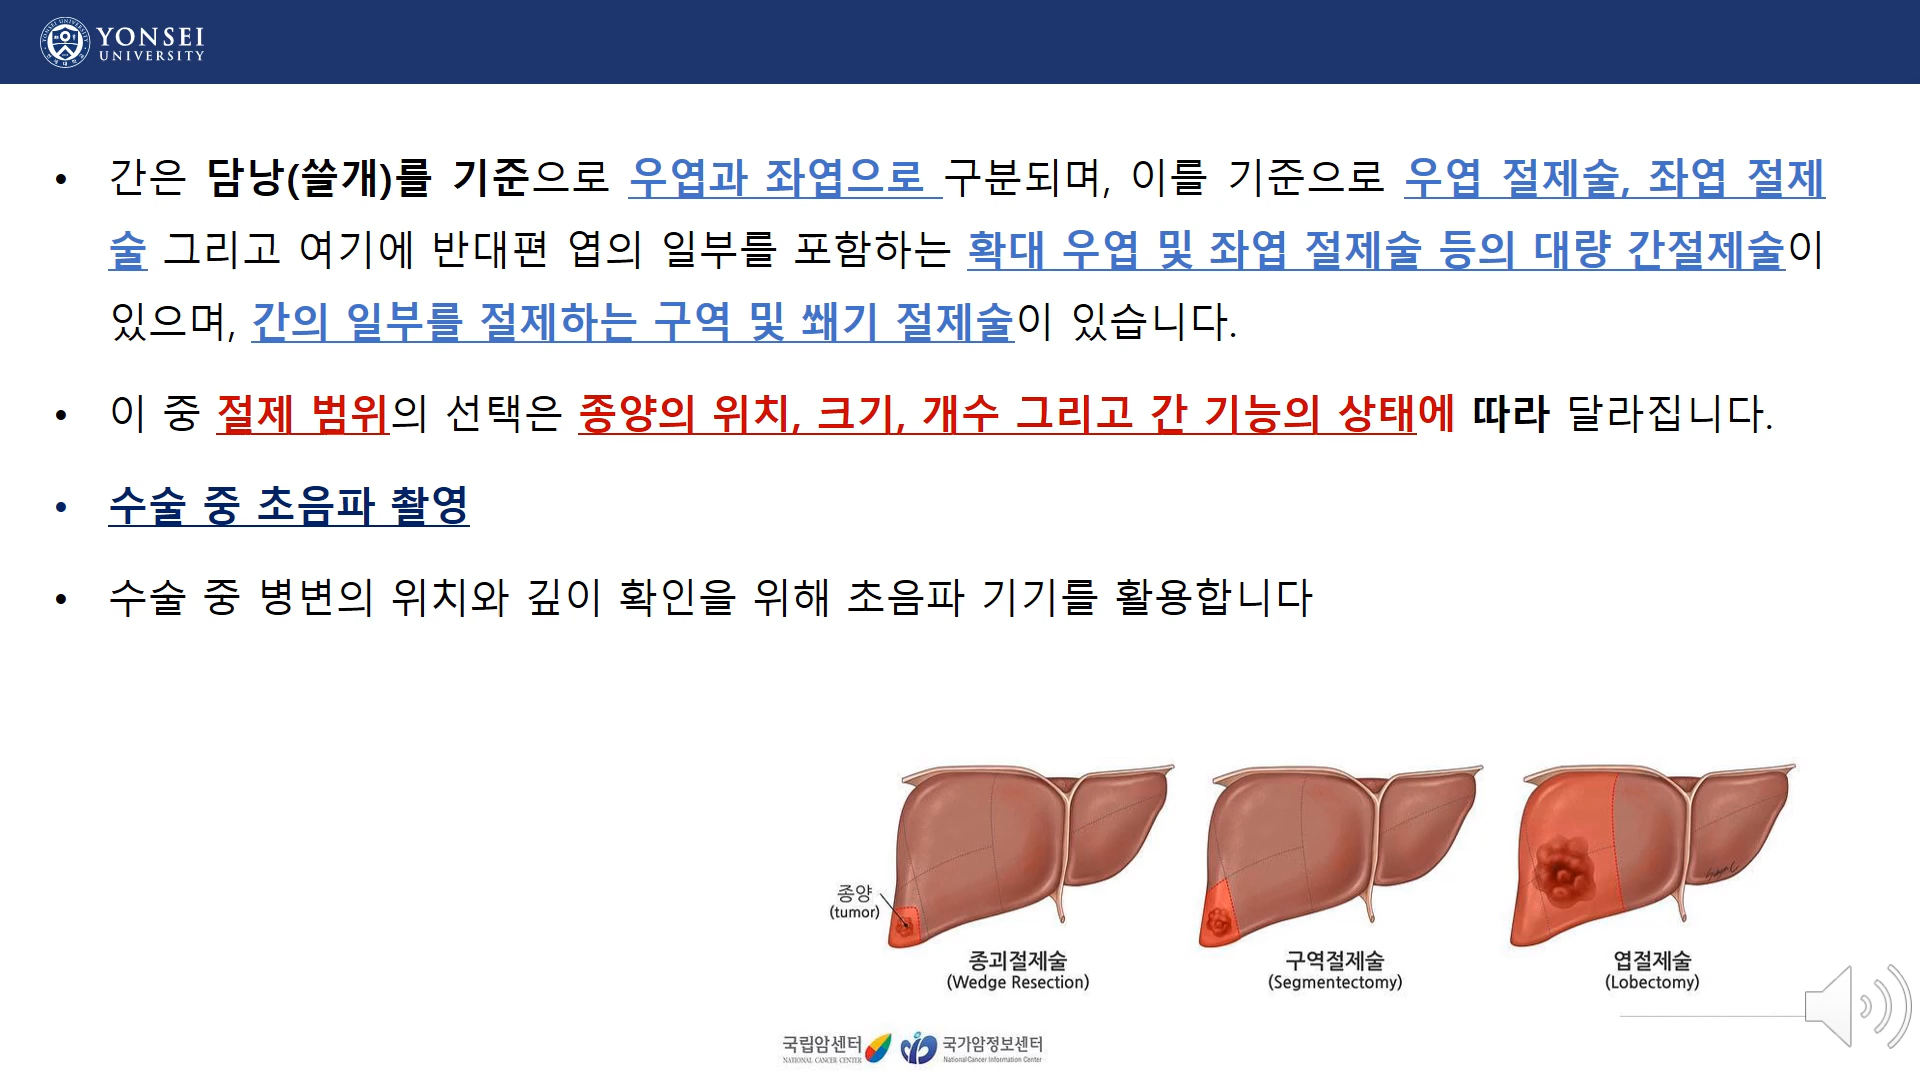 YONSEI
UNIVERSITY
• 간은 담낭(쓸개)를 기준으로 우엽과 좌엽으로 구분되며, 이를 기준으로 우엽 절제술, 좌엽 절제
술 그리고 여기에 반대편 엽의 일부를 포함하는 확대 우엽 및 좌엽 절제술 등의 대량 간절제술이
있으며, 간의 일부를 절제하는 구역 및 쐐기 절제술이 있습니다.
• 이 중 절제 범위의 선택은 종양의 위치, 크기, 개수 그리고 간 기능의 상태에 따라 달라집니다.
• 수술 중 초음파 촬영
• 수술 중 병변의 위치와 깊이 확인을 위해 초음파 기기를 활용합니다
종양
(tumor)
종괴절제술
(Wedge Resection)
구역절제술
(Segmentectomy)
엽절제술
(Lobectomy)
국립암센터
NATIONAL CANCER CENTER
국가암정보센터
National Cancer Information Center